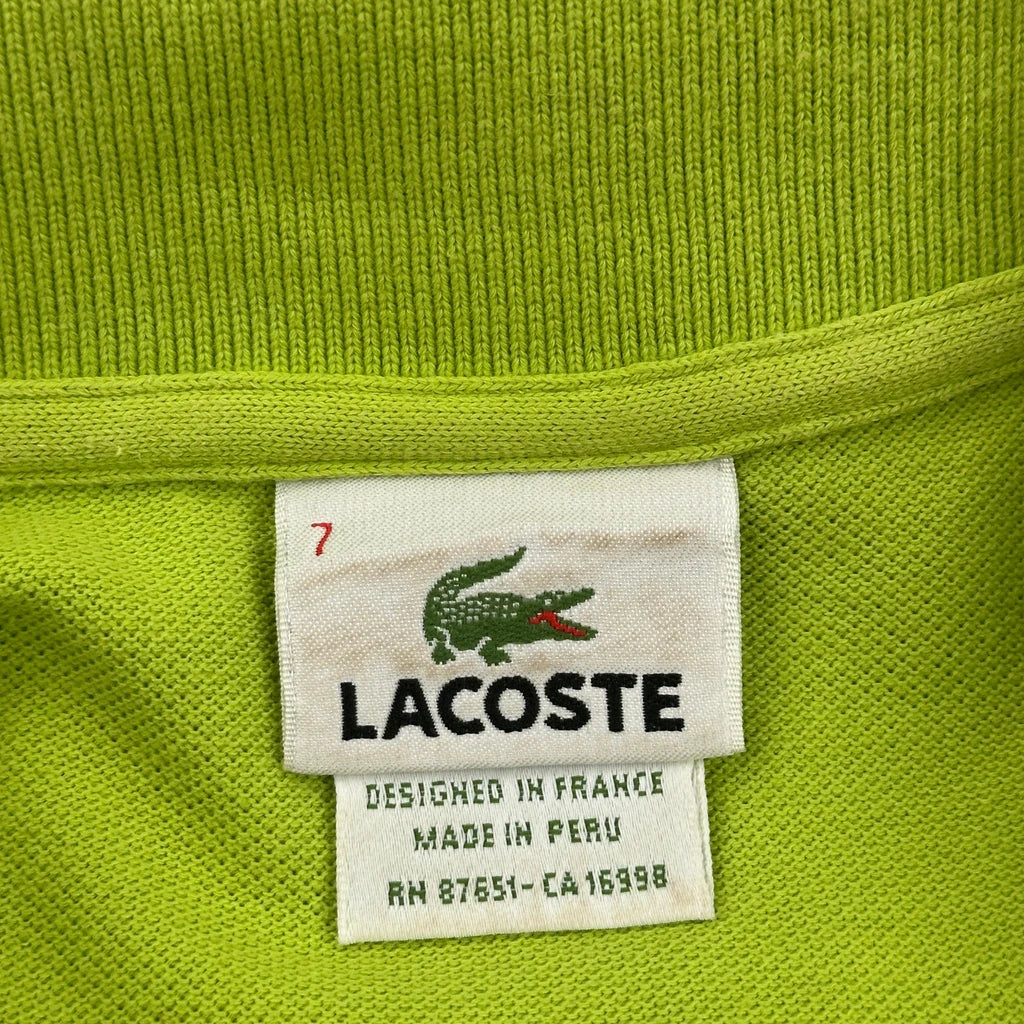 7
LACOSTE
DESIGNED IN FRANCE
MADE IN PERU
RN 87651-CA 16998